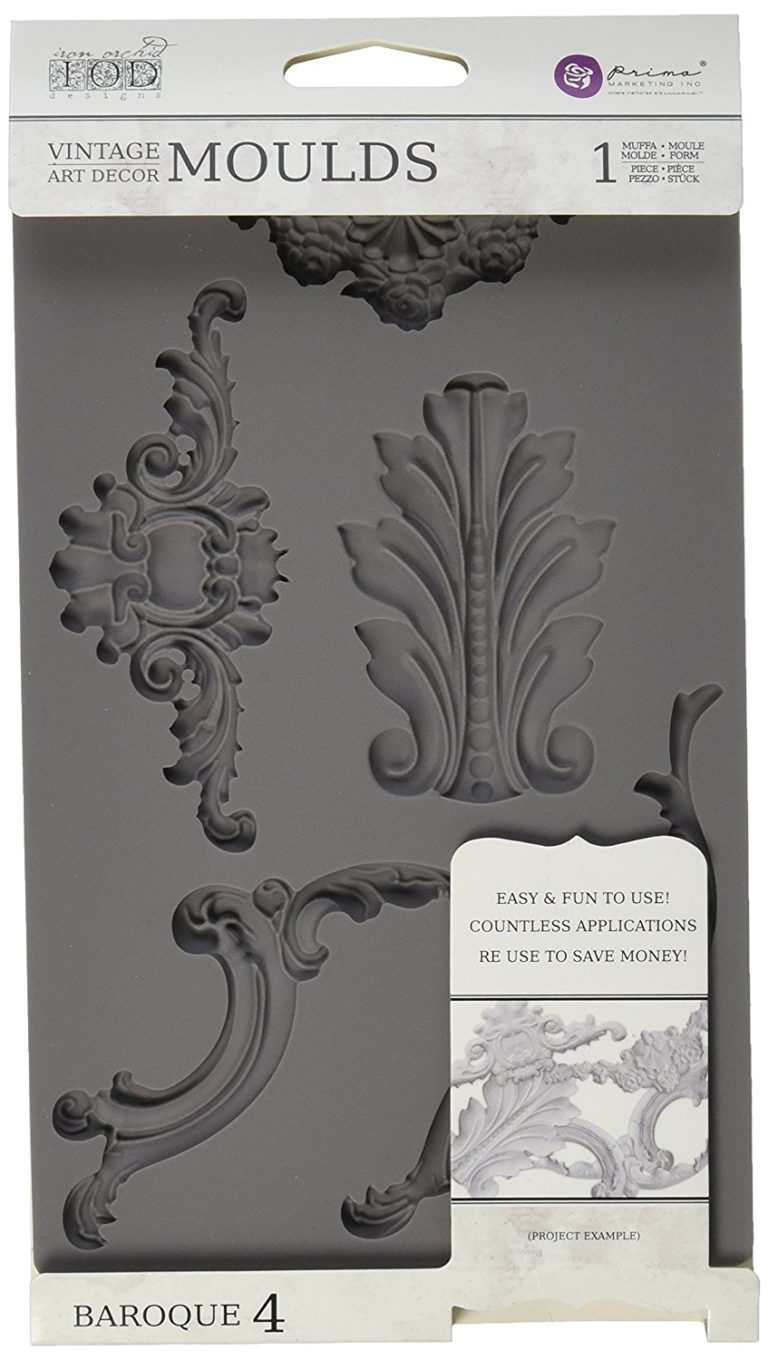 iron orchid
IOD
designs
prima®
MARKETING INC
VINTAGE
ART DECOR
MOULDS
1
MUFFA • MOULE
MOLDE • FORM
PIECE • PIÈCE
PEZZO • STÜCK
EASY & FUN TO USE!
COUNTLESS APPLICATIONS
RE USE TO SAVE MONEY!
(PROJECT EXAMPLE)
BAROQUE 4